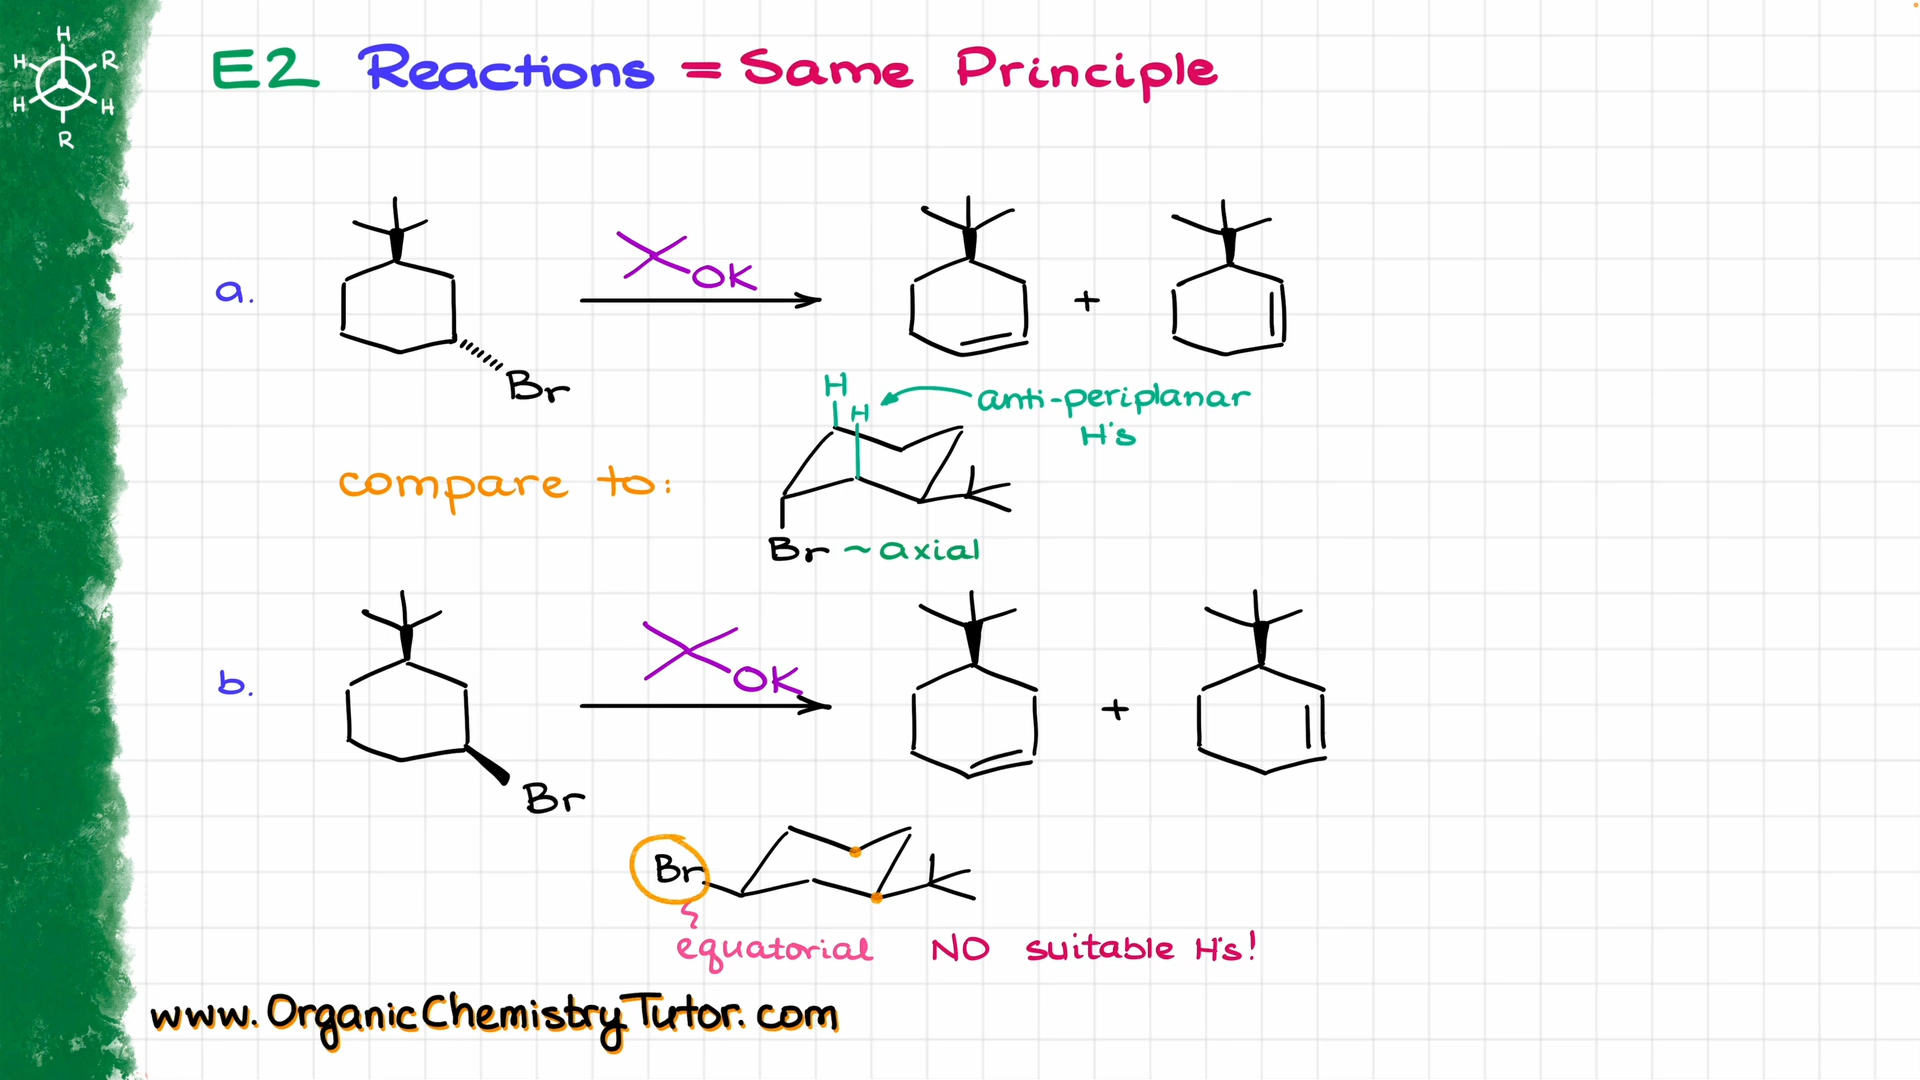 H
H R
H H
R
E2 Reactions = Same Principle
a.
OK
+
Br
H
H
anti-periplanar
H's
compare to:
Br ~ axial
b.
OK
+
Br
Br
equatorial NO suitable H's!
www.OrganicChemistryTutor.com